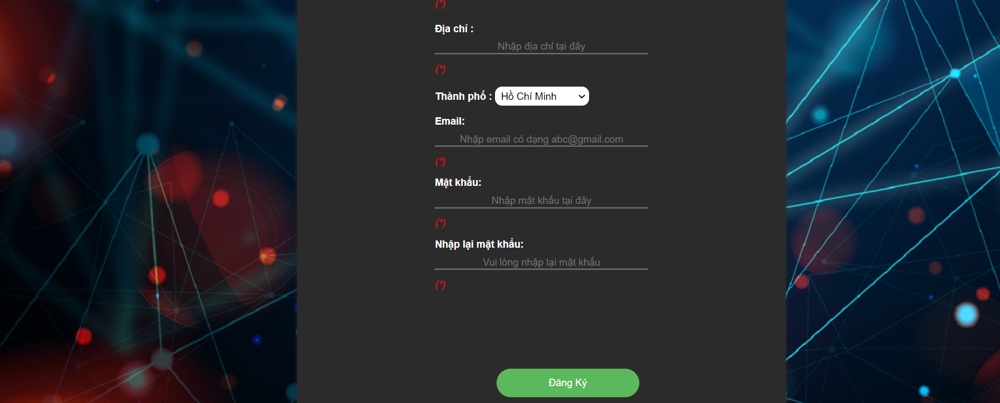 (*)
Địa chỉ :
Nhập địa chỉ tại đây
(*)
Thành phố : Hồ Chí Minh
Email:
Nhập email có dạng abc@gmail.com
(*)
Mật khẩu:
Nhập mật khẩu tại đây
(*)
Nhập lại mật khẩu:
Vui lòng nhập lại mật khẩu
(*)
Đăng Ký